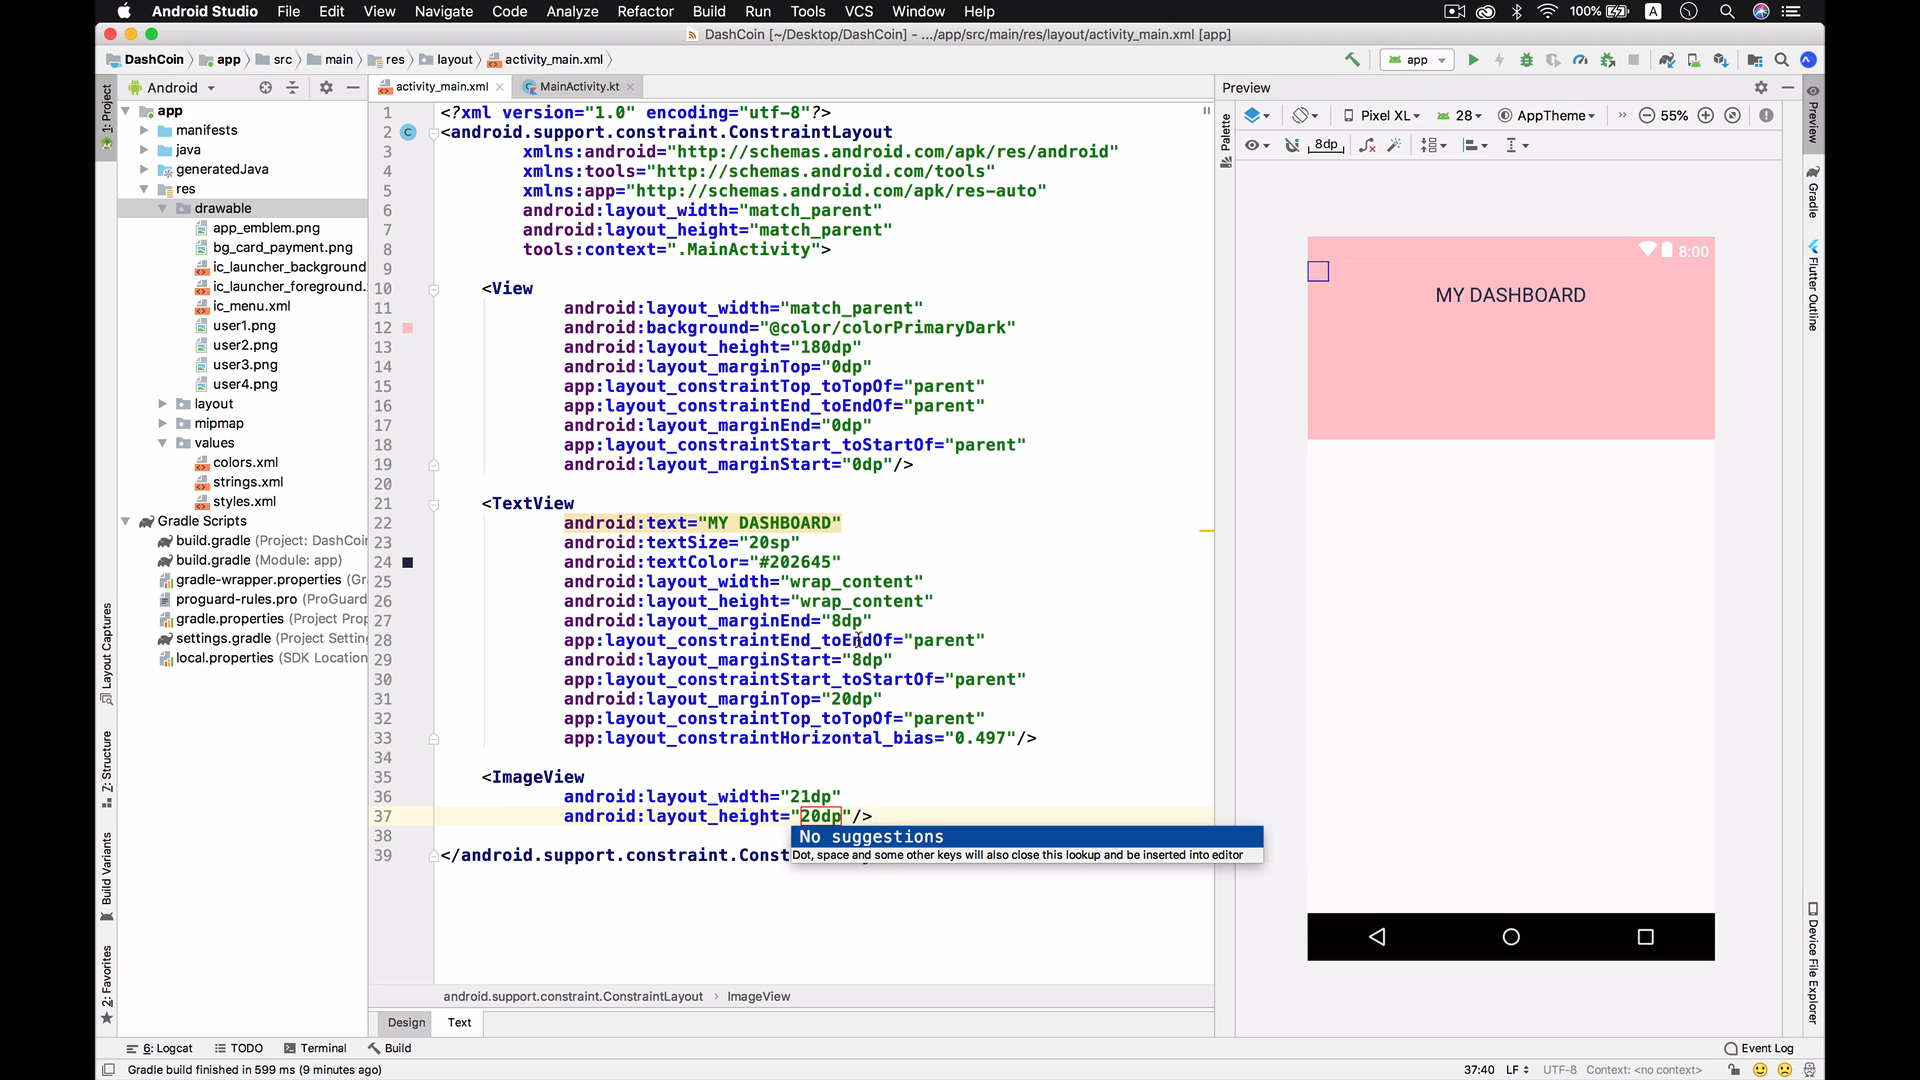 Android Studio File Edit View Navigate Code Analyze Refactor Build Run Tools VCS Window Help 100% A
DashCoin [~/Desktop/DashCoin] - .../app/src/main/res/layout/activity_main.xml [app]
DashCoin app src main res layout activity_main.xml app
Android
activity_main.xml MainActivity.kt
Preview
Pixel XL 28 AppTheme 55%
8dp
1: Project
Layout Captures
Z: Structure
Build Variants
2: Favorites
app
manifests
java
generatedJava
res
drawable
app_emblem.png
bg_card_payment.png
ic_launcher_background
ic_launcher_foreground.
ic_menu.xml
user1.png
user2.png
user3.png
user4.png
layout
mipmap
values
colors.xml
strings.xml
styles.xml
Gradle Scripts
build.gradle (Project: DashCoin
build.gradle (Module: app)
gradle-wrapper.properties (Gr
proguard-rules.pro (ProGuard
gradle.properties (Project Prop
settings.gradle (Project Settin
local.properties (SDK Location
1 <?xml version="1.0" encoding="utf-8"?>
2 <android.support.constraint.ConstraintLayout
3 xmlns:android="http://schemas.android.com/apk/res/android"
4 xmlns:tools="http://schemas.android.com/tools"
5 xmlns:app="http://schemas.android.com/apk/res-auto"
6 android:layout_width="match_parent"
7 android:layout_height="match_parent"
8 tools:context=".MainActivity">
9
10 <View
11 android:layout_width="match_parent"
12 android:background="@color/colorPrimaryDark"
13 android:layout_height="180dp"
14 android:layout_marginTop="0dp"
15 app:layout_constraintTop_toTopOf="parent"
16 app:layout_constraintEnd_toEndOf="parent"
17 android:layout_marginEnd="0dp"
18 app:layout_constraintStart_toStartOf="parent"
19 android:layout_marginStart="0dp"/>
20
21 <TextView
22 android:text="MY DASHBOARD"
23 android:textSize="20sp"
24 android:textColor="#202645"
25 android:layout_width="wrap_content"
26 android:layout_height="wrap_content"
27 android:layout_marginEnd="8dp"
28 app:layout_constraintEnd_toEndOf="parent"
29 android:layout_marginStart="8dp"
30 app:layout_constraintStart_toStartOf="parent"
31 android:layout_marginTop="20dp"
32 app:layout_constraintTop_toTopOf="parent"
33 app:layout_constraintHorizontal_bias="0.497"/>
34
35 <ImageView
36 android:layout_width="21dp"
37 android:layout_height="20dp"/>
38
39 </android.support.constraint.Const
No suggestions
Dot, space and some other keys will also close this lookup and be inserted into editor
android.support.constraint.ConstraintLayout › ImageView
Design Text
Palette
8:00
MY DASHBOARD
Preview
Gradle
Flutter Outline
Device File Explorer
6: Logcat TODO Terminal Build Event Log
Gradle build finished in 599 ms (9 minutes ago) 37:40 LF UTF-8 Context: <no context>